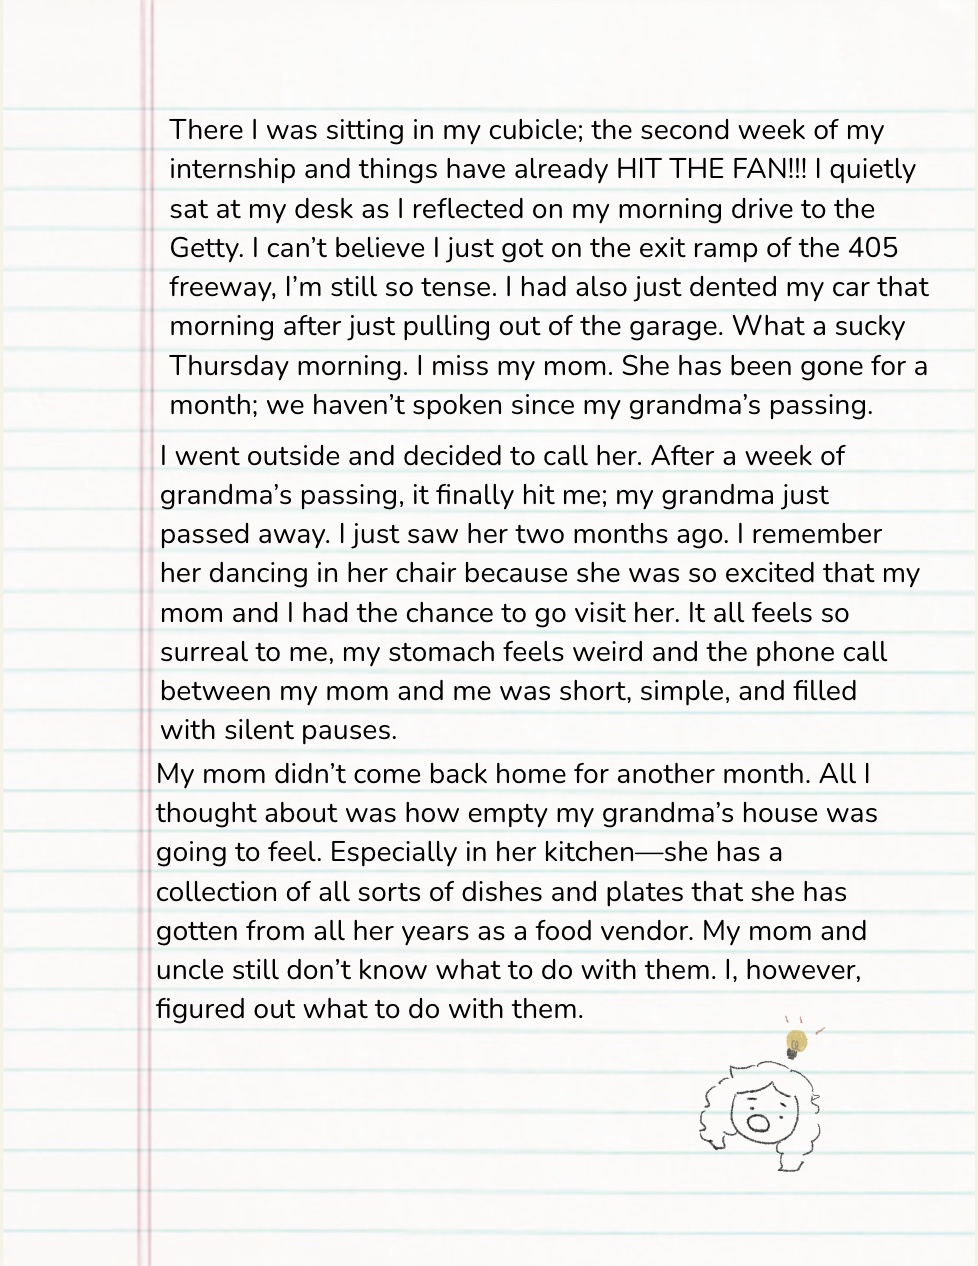 There I was sitting in my cubicle; the second week of my
internship and things have already HIT THE FAN!!! I quietly
sat at my desk as I reflected on my morning drive to the
Getty. I can’t believe I just got on the exit ramp of the 405
freeway, I’m still so tense. I had also just dented my car that
morning after just pulling out of the garage. What a sucky
Thursday morning. I miss my mom. She has been gone for a
month; we haven’t spoken since my grandma’s passing.
I went outside and decided to call her. After a week of
grandma’s passing, it finally hit me; my grandma just
passed away. I just saw her two months ago. I remember
her dancing in her chair because she was so excited that my
mom and I had the chance to go visit her. It all feels so
surreal to me, my stomach feels weird and the phone call
between my mom and me was short, simple, and filled
with silent pauses.
My mom didn’t come back home for another month. All I
thought about was how empty my grandma’s house was
going to feel. Especially in her kitchen—she has a
collection of all sorts of dishes and plates that she has
gotten from all her years as a food vendor. My mom and
uncle still don’t know what to do with them. I, however,
figured out what to do with them.